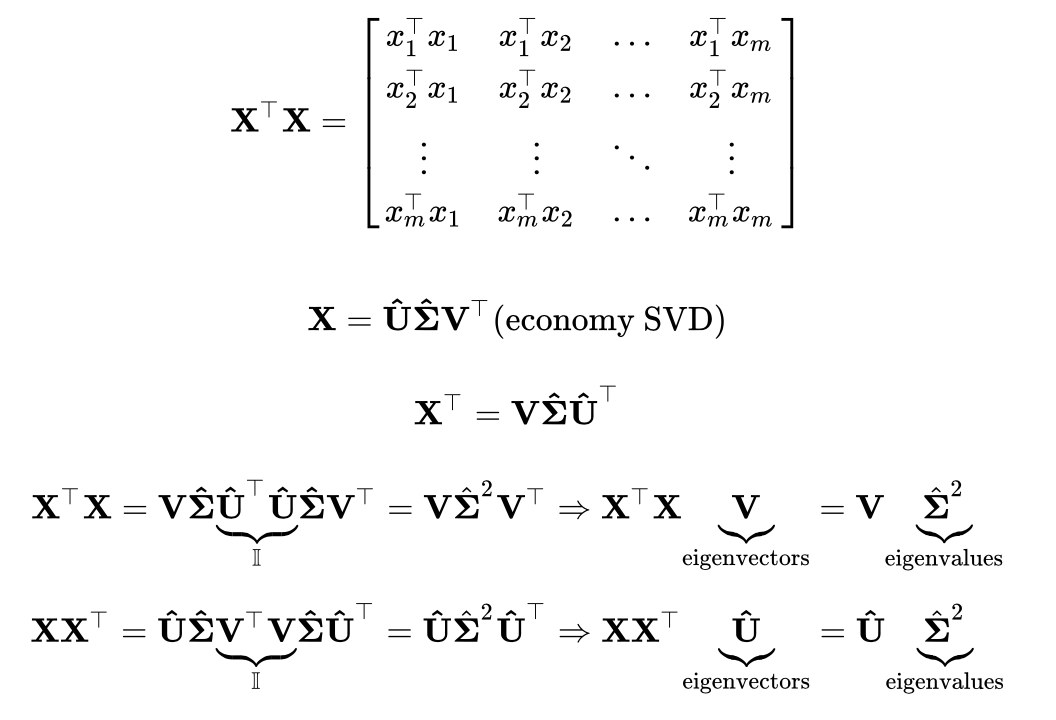 $$\mathbf{X}^\top \mathbf{X} = \begin{bmatrix} x_1^\top x_1 & x_1^\top x_2 & \dots & x_1^\top x_m \\ x_2^\top x_1 & x_2^\top x_2 & \dots & x_2^\top x_m \\ \vdots & \vdots & \ddots & \vdots \\ x_m^\top x_1 & x_m^\top x_2 & \dots & x_m^\top x_m \end{bmatrix}$$
$$\mathbf{X} = \mathbf{\hat{U}} \mathbf{\hat{\Sigma}} \mathbf{V}^\top \text{(economy SVD)}$$
$$\mathbf{X}^\top = \mathbf{V} \mathbf{\hat{\Sigma}} \mathbf{\hat{U}}^\top$$
$$\mathbf{X}^\top \mathbf{X} = \mathbf{V} \mathbf{\hat{\Sigma}} \underbrace{\mathbf{\hat{U}}^\top \mathbf{\hat{U}}}_{\mathbb{I}} \mathbf{\hat{\Sigma}} \mathbf{V}^\top = \mathbf{V} \mathbf{\hat{\Sigma}}^2 \mathbf{V}^\top \Rightarrow \mathbf{X}^\top \mathbf{X} \underbrace{\mathbf{V}}_{\text{eigenvectors}} = \mathbf{V} \underbrace{\mathbf{\hat{\Sigma}}^2}_{\text{eigenvalues}}$$
$$\mathbf{X} \mathbf{X}^\top = \mathbf{\hat{U}} \mathbf{\hat{\Sigma}} \underbrace{\mathbf{V}^\top \mathbf{V}}_{\mathbb{I}} \mathbf{\hat{\Sigma}} \mathbf{\hat{U}}^\top = \mathbf{\hat{U}} \mathbf{\hat{\Sigma}}^2 \mathbf{\hat{U}}^\top \Rightarrow \mathbf{X} \mathbf{X}^\top \underbrace{\mathbf{\hat{U}}}_{\text{eigenvectors}} = \mathbf{\hat{U}} \underbrace{\mathbf{\hat{\Sigma}}^2}_{\text{eigenvalues}}$$